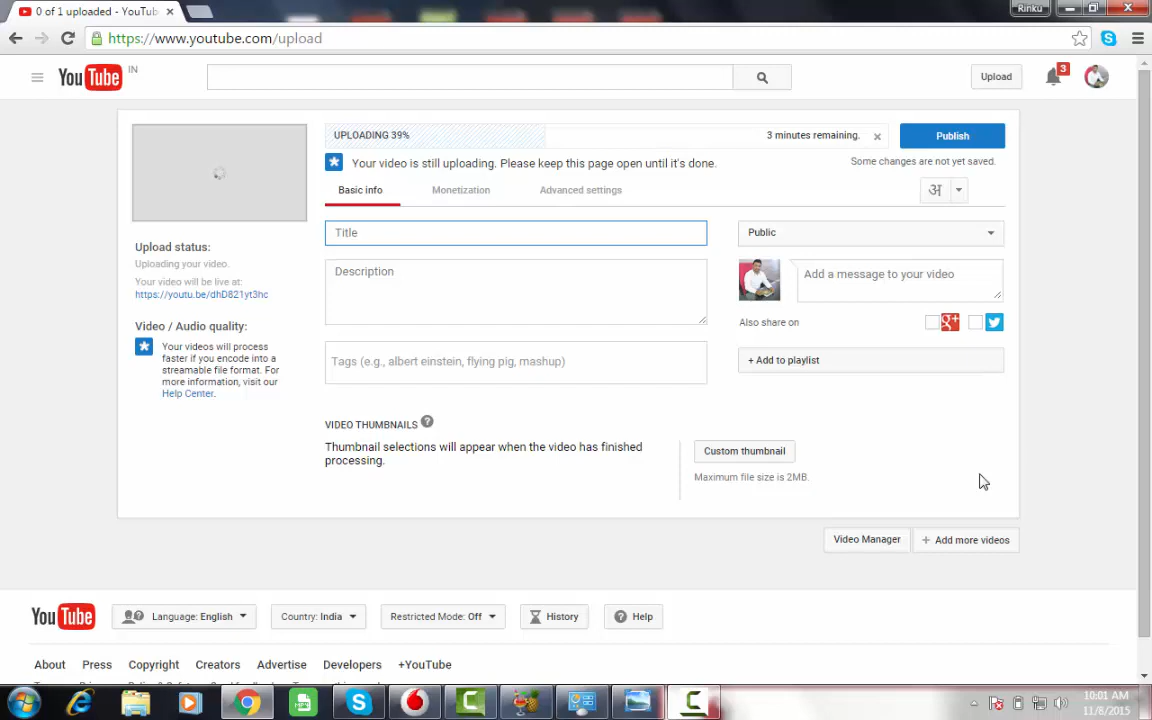 0 of 1 uploaded - YouTub
Rinku
https://www.youtube.com/upload
YouTube IN
Upload
3
UPLOADING 39%
3 minutes remaining.
Publish
Your video is still uploading. Please keep this page open until it's done.
Some changes are not yet saved.
Basic info
Monetization
Advanced settings
अ
Title
Public
Description
Add a message to your video
Upload status:
Uploading your video.
Your video will be live at:
https://youtu.be/dhD821yt3hc
Also share on
g+
Video / Audio quality:
Your videos will process
faster if you encode into a
streamable file format. For
more information, visit our
Help Center.
Tags (e.g., albert einstein, flying pig, mashup)
+ Add to playlist
VIDEO THUMBNAILS ?
Thumbnail selections will appear when the video has finished
processing.
Custom thumbnail
Maximum file size is 2MB.
Video Manager
+ Add more videos
YouTube
Language: English
Country: India
Restricted Mode: Off
History
Help
About
Press
Copyright
Creators
Advertise
Developers
+YouTube
10:01 AM
11/8/2015